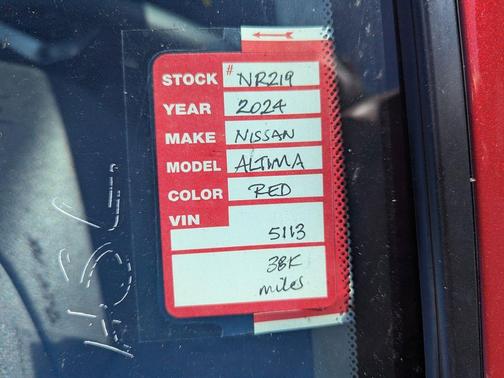 STOCK # NR219
YEAR 2024
MAKE NISSAN
MODEL ALTIMA
COLOR RED
VIN
5113
38K
miles